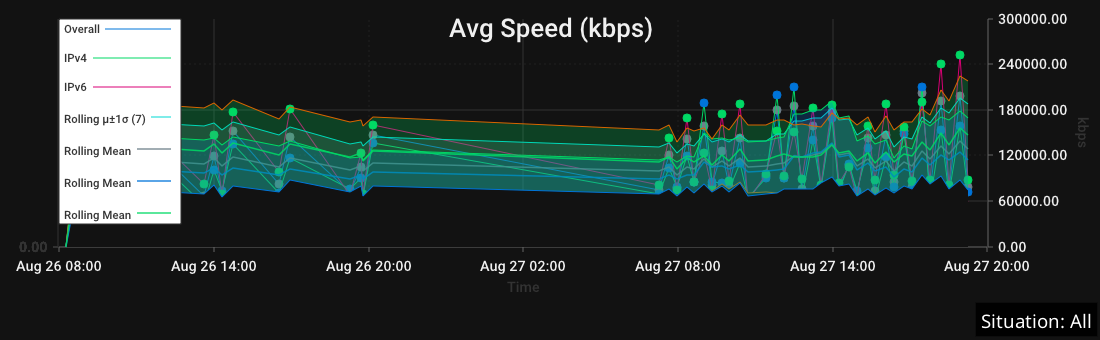 Avg Speed (kbps)
Overall
IPv4
IPv6
Rolling μ±1σ (7)
Rolling Mean
Rolling Mean
Rolling Mean
300000.00
240000.00
180000.00
120000.00
60000.00
0.00
kbps
0.00
Aug 26 08:00 Aug 26 14:00 Aug 26 20:00 Aug 27 02:00 Aug 27 08:00 Aug 27 14:00 Aug 27 20:00
Time
Situation: All